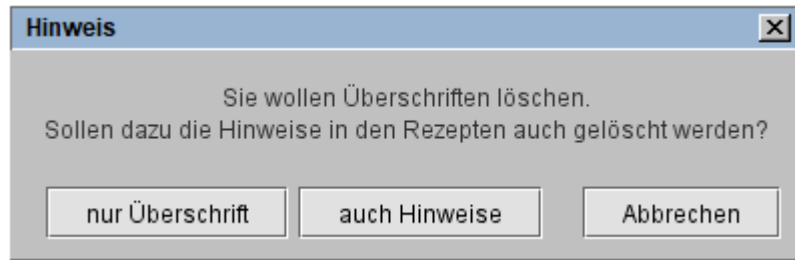 Hinweis
Sie wollen Überschriften löschen.
Sollen dazu die Hinweise in den Rezepten auch gelöscht werden?
nur Überschrift auch Hinweise Abbrechen